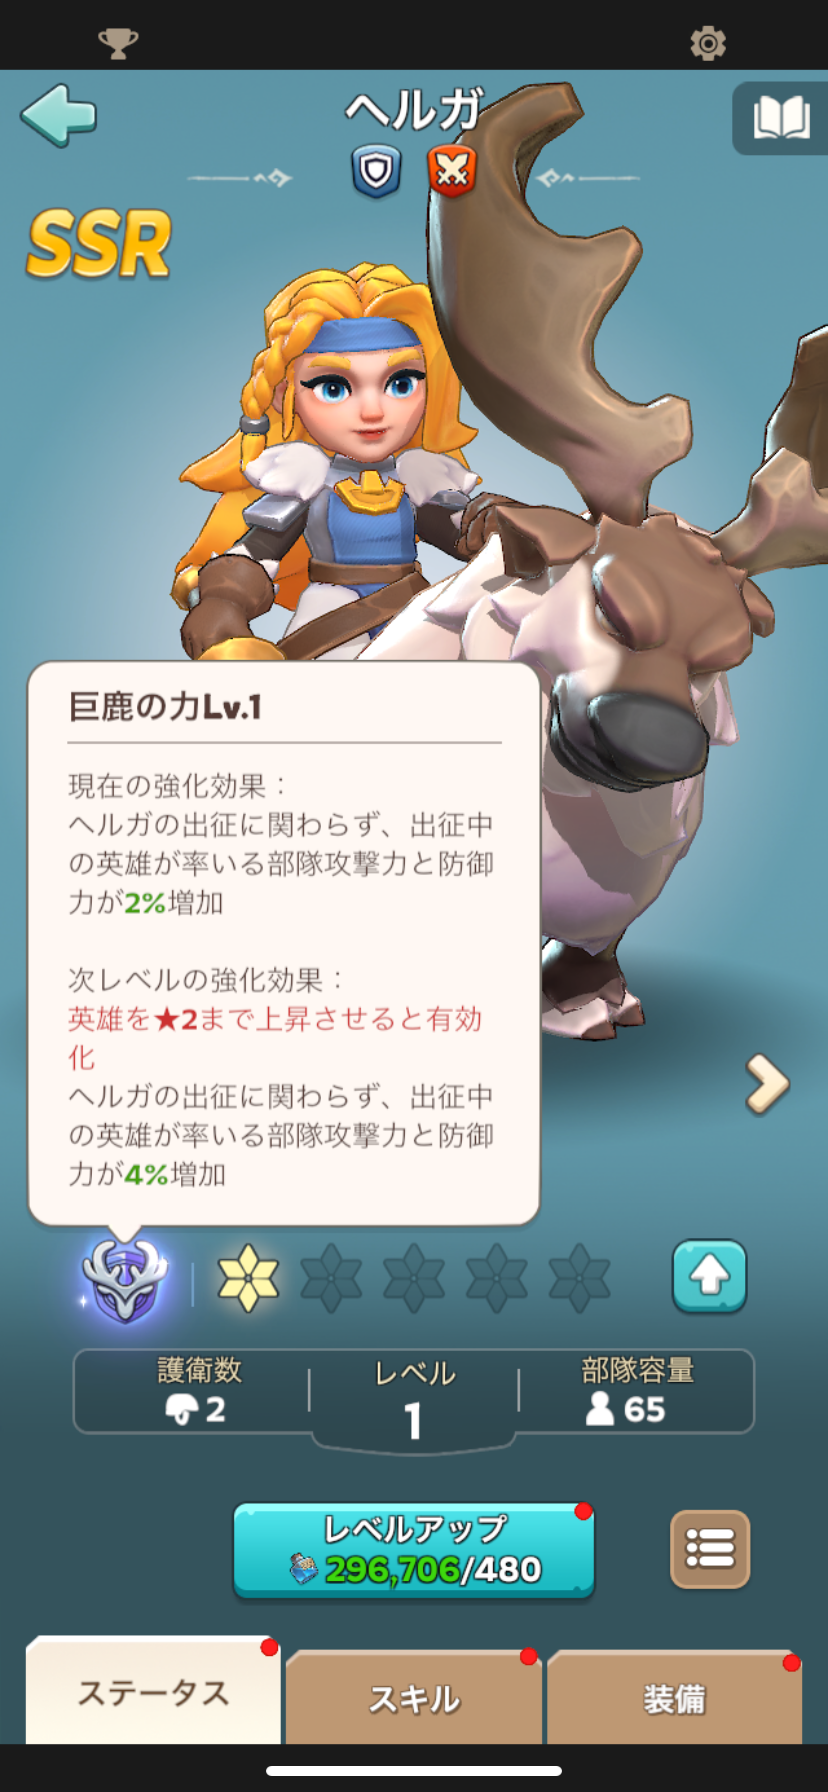 ヘルガ
SSR
巨鹿の力Lv.1
現在の強化効果：
ヘルガの出征に関わらず、出征中
の英雄が率いる部隊攻撃力と防御
力が2%増加
次レベルの強化効果：
英雄を★2まで上昇させると有効
化
ヘルガの出征に関わらず、出征中
の英雄が率いる部隊攻撃力と防御
力が4%増加
護衛数
2
レベル
1
部隊容量
65
レベルアップ
296,706/480
ステータス
スキル
装備